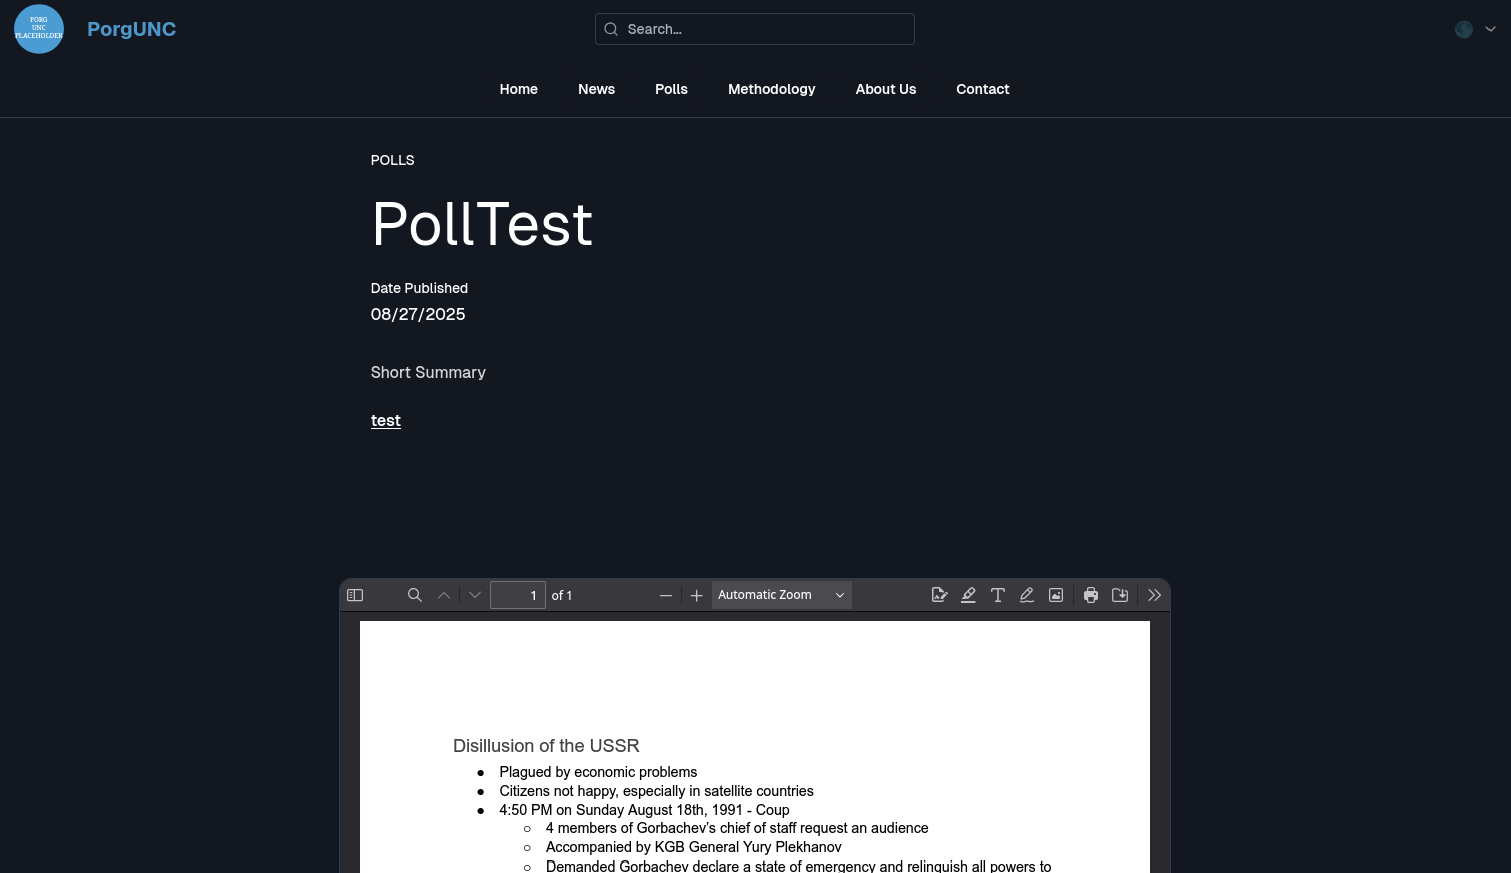 PORG
UNC
PLACEHOLDER
PorgUNC
Search...
Home News Polls Methodology About Us Contact
POLLS
PollTest
Date Published
08/27/2025
Short Summary
test
1 of 1 Automatic Zoom
Disillusion of the USSR
● Plagued by economic problems
● Citizens not happy, especially in satellite countries
● 4:50 PM on Sunday August 18th, 1991 - Coup
○ 4 members of Gorbachev’s chief of staff request an audience
○ Accompanied by KGB General Yury Plekhanov
○ Demanded Gorbachev declare a state of emergency and relinquish all powers to